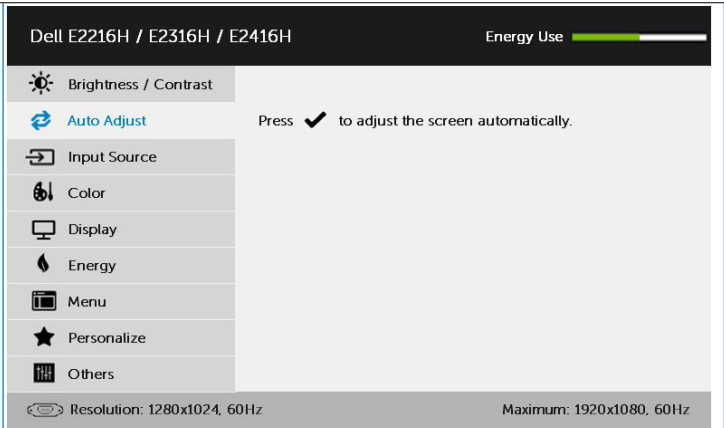 Dell E2216H / E2316H / E2416H
Energy Use
Brightness / Contrast
Auto Adjust
Press ✔ to adjust the screen automatically.
Input Source
Color
Display
Energy
Menu
Personalize
Others
Resolution: 1280x1024, 60Hz
Maximum: 1920x1080, 60Hz